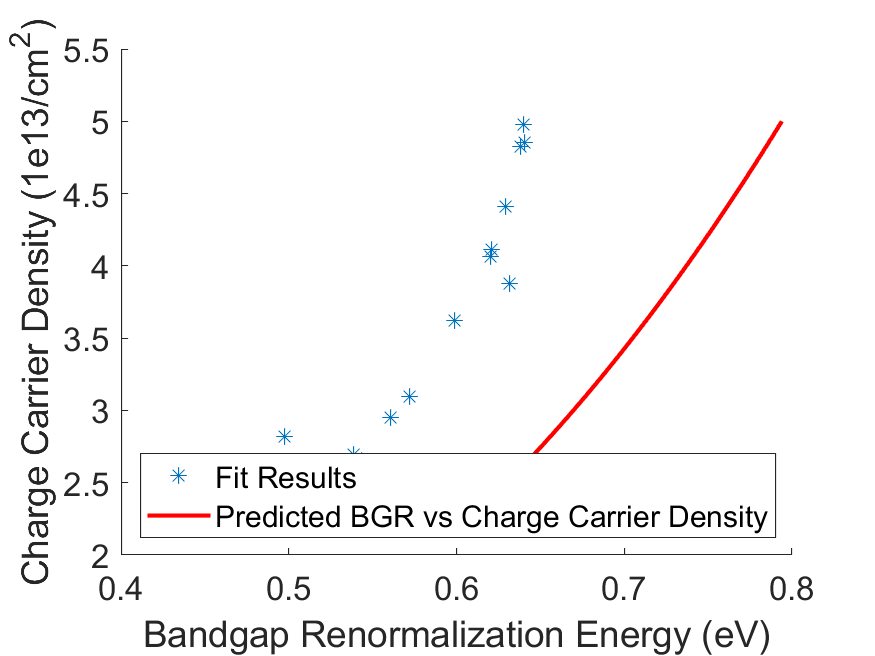 Charge Carrier Density (1e13/cm²)
5.5
5
4.5
4
3.5
3
2.5
2
Fit Results
Predicted BGR vs Charge Carrier Density
0.4 0.5 0.6 0.7 0.8
Bandgap Renormalization Energy (eV)